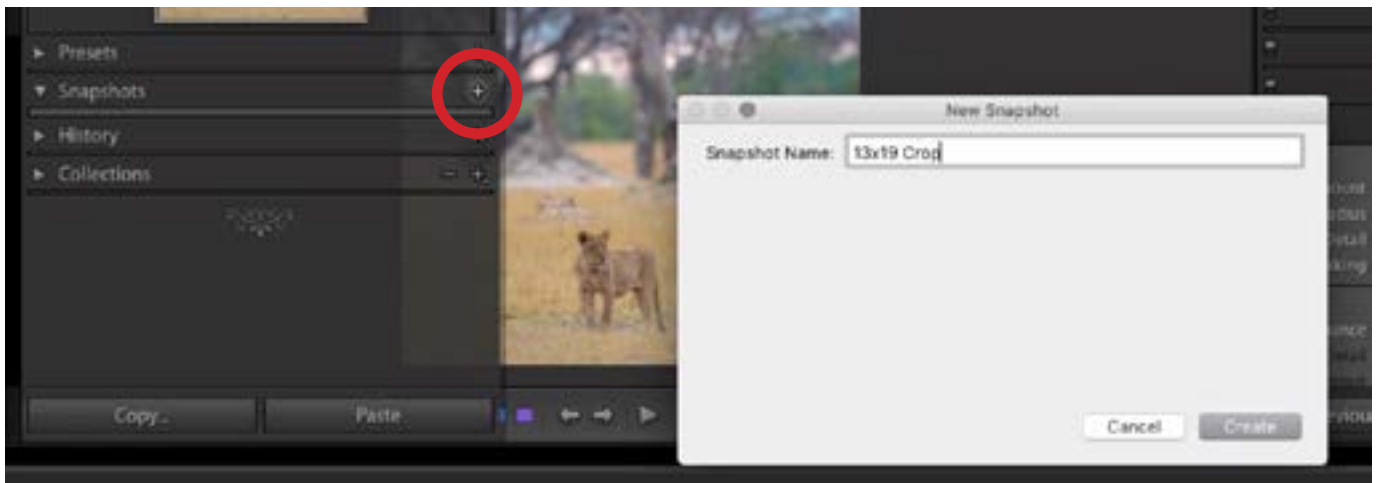 Presets
Snapshots
History
Collections
Copy...
Paste
New Snapshot
Snapshot Name: 13x19 Crop
Cancel
Create